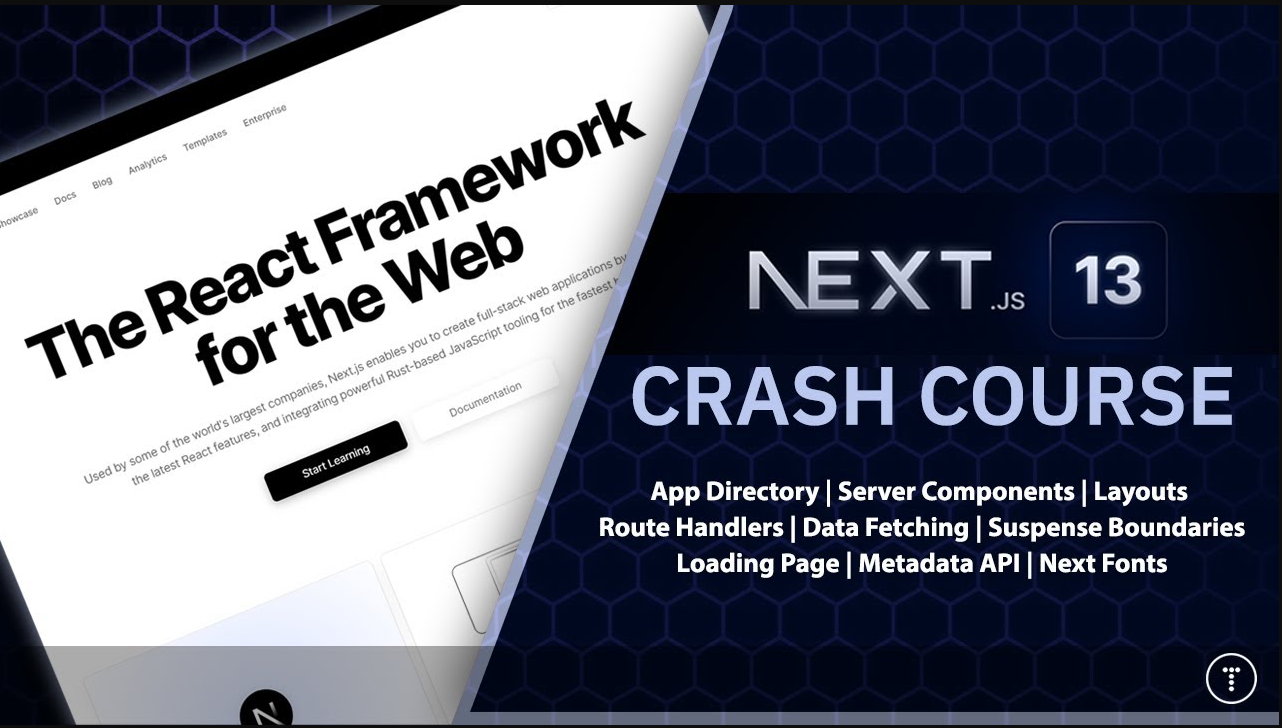 Showcase Docs Blog Analytics Templates Enterprise
The React Framework
for the Web
Used by some of the world's largest companies, Next.js enables you to create full-stack web applications by
the latest React features, and integrating powerful Rust-based JavaScript tooling for the fastest
Start Learning
Documentation
N
NEXT.JS 13
CRASH COURSE
App Directory | Server Components | Layouts
Route Handlers | Data Fetching | Suspense Boundaries
Loading Page | Metadata API | Next Fonts
T